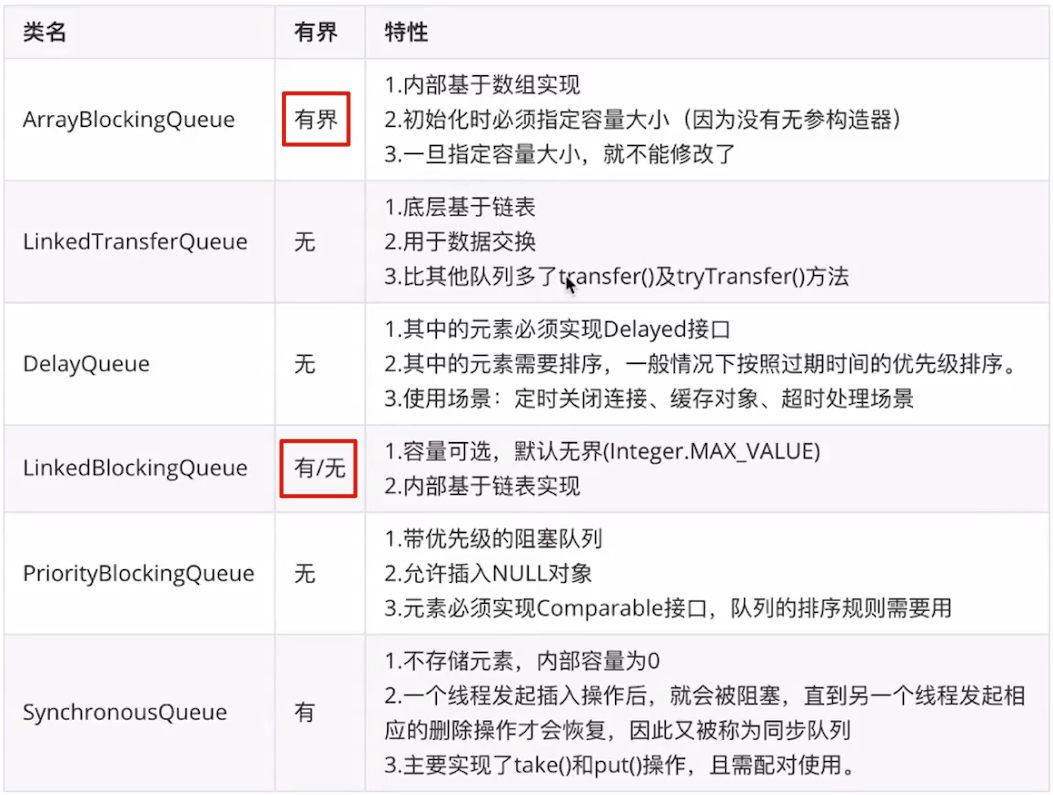 类名 有界 特性
ArrayBlockingQueue 有界
1.内部基于数组实现
2.初始化时必须指定容量大小（因为没有无参构造器）
3.一旦指定容量大小，就不能修改了
LinkedTransferQueue 无
1.底层基于链表
2.用于数据交换
3.比其他队列多了transfer()及tryTransfer()方法
DelayQueue 无
1.其中的元素必须实现Delayed接口
2.其中的元素需要排序，一般情况下按照过期时间的优先级排序。
3.使用场景：定时关闭连接、缓存对象、超时处理场景
LinkedBlockingQueue 有/无
1.容量可选，默认无界(Integer.MAX_VALUE)
2.内部基于链表实现
PriorityBlockingQueue 无
1.带优先级的阻塞队列
2.允许插入NULL对象
3.元素必须实现Comparable接口，队列的排序规则需要用
SynchronousQueue 有
1.不存储元素，内部容量为0
2.一个线程发起插入操作后，就会被阻塞，直到另一个线程发起相
应的删除操作才会恢复，因此又被称为同步队列
3.主要实现了take()和put()操作，且需配对使用。